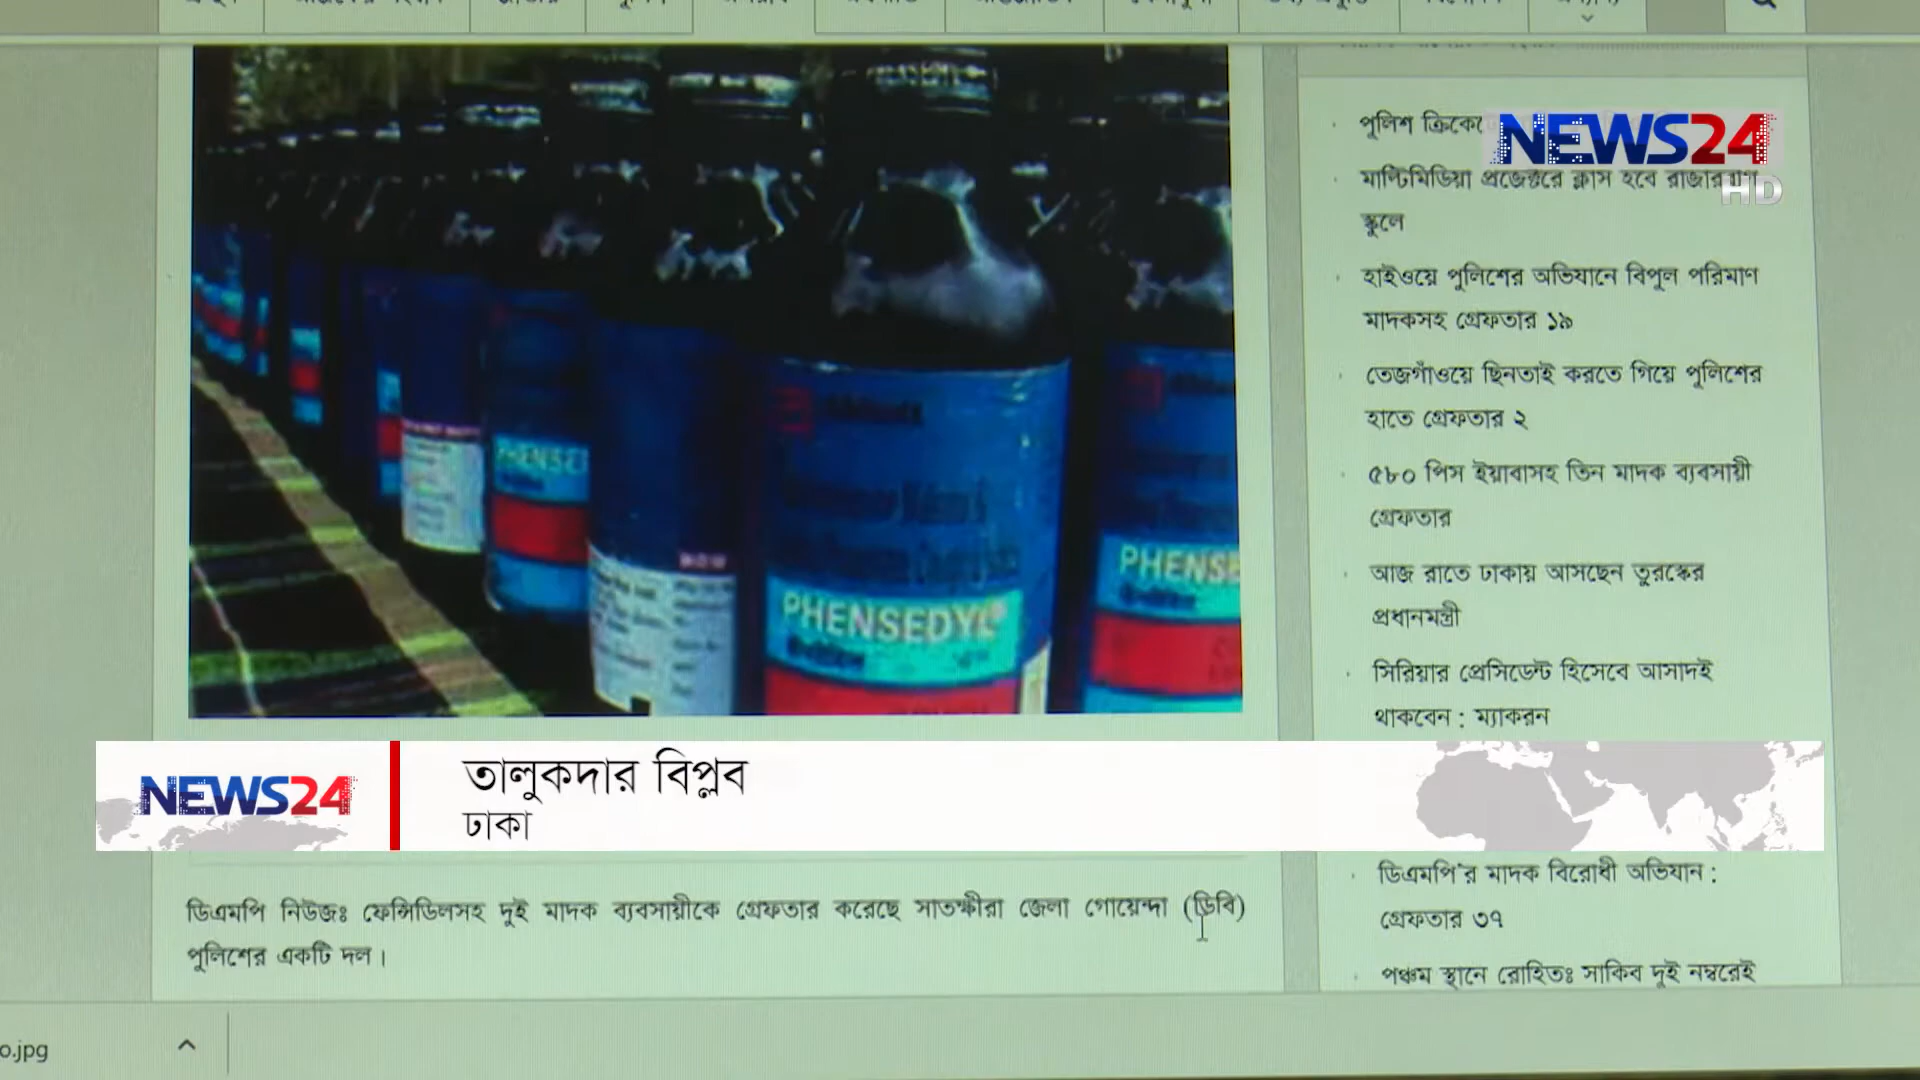 পুলিশ
NEWS24
HD
মাল্টিমিডিয়া প্রজেক্টরে ক্লাস হবে
স্কুলে
হাইওয়ে পুলিশের অভিযানে বিপুল পরিমাণ
মাদকসহ গ্রেফতার ১৯
তেজগাঁওয়ে ছিনতাই করতে গিয়ে পুলিশের
হাতে গ্রেফতার ২
৫৮০ পিস ইয়াবাসহ তিন মাদক ব্যবসায়ী
গ্রেফতার
আজ রাতে ঢাকায় আসছেন তুরস্কের
প্রধানমন্ত্রী
সিরিয়ার প্রেসিডেন্ট হিসেবে আসাদই
থাকবেন : ম্যাকরন
PHENSEDYL
NEWS24
তালুকদার বিপ্লব
ঢাকা
ডিএমপি'র মাদক বিরোধী অভিযান :
গ্রেফতার ৩৭
পঞ্চম স্থানে রোহিতঃ সাকিব দুই নম্বরেই
ডিএমপি নিউজঃ ফেন্সিডিলসহ দুই মাদক ব্যবসায়ীকে গ্রেফতার করেছে সাতক্ষীরা জেলা গোয়েন্দা (ডিবি)
পুলিশের একটি দল।
o.jpg